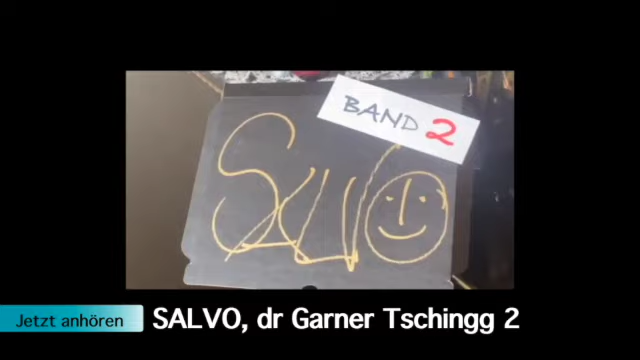 BAND 2
SALVO
Jetzt anhören
SALVO, dr Garner Tschingg 2